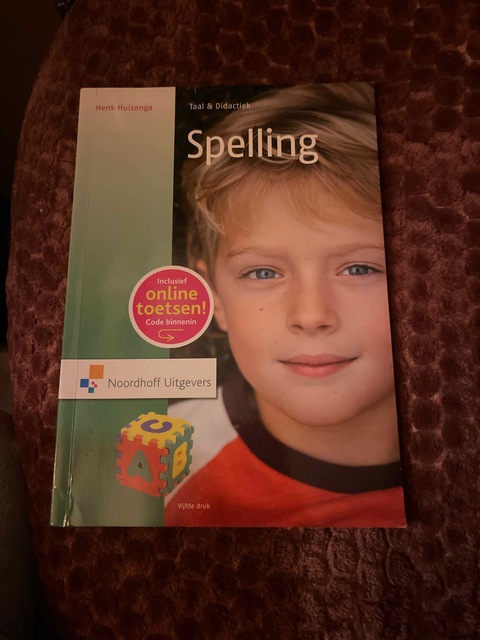 Henk Huizenga
Taal & Didactiek
Spelling
Inclusief
online
toetsen!
Code binnenin
Noordhoff Uitgevers
C
A
B
Vijfde druk